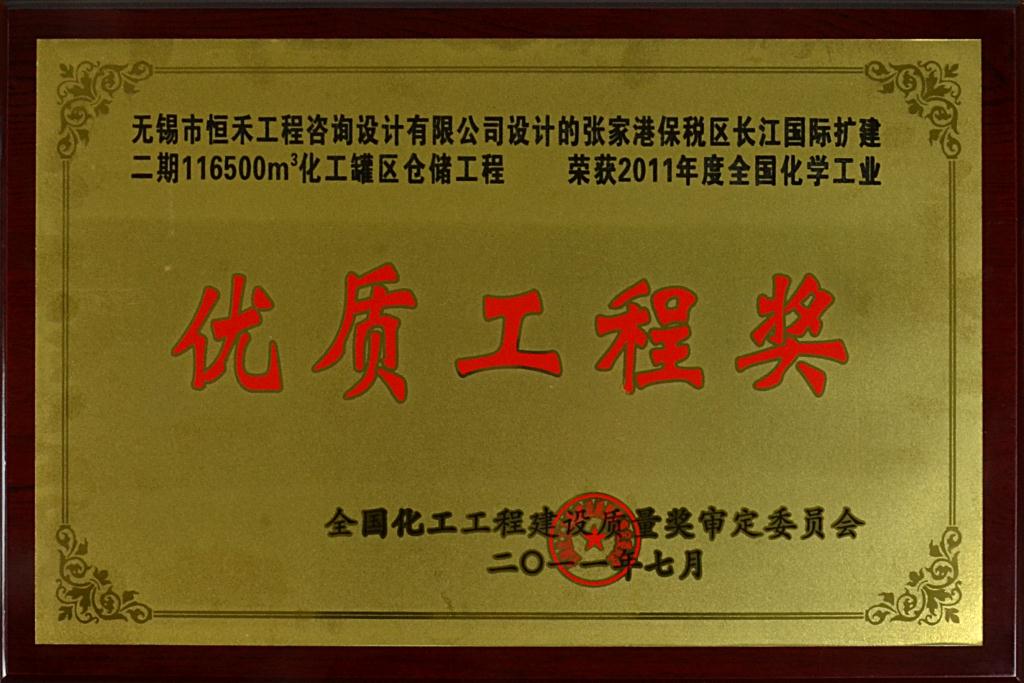 无锡市恒禾工程咨询设计有限公司设计的张家港保税区长江国际扩建
二期116500m³化工罐区仓储工程 荣获2011年度全国化学工业
优质工程奖
全国化工工程建设质量奖审定委员会
二〇一一年七月